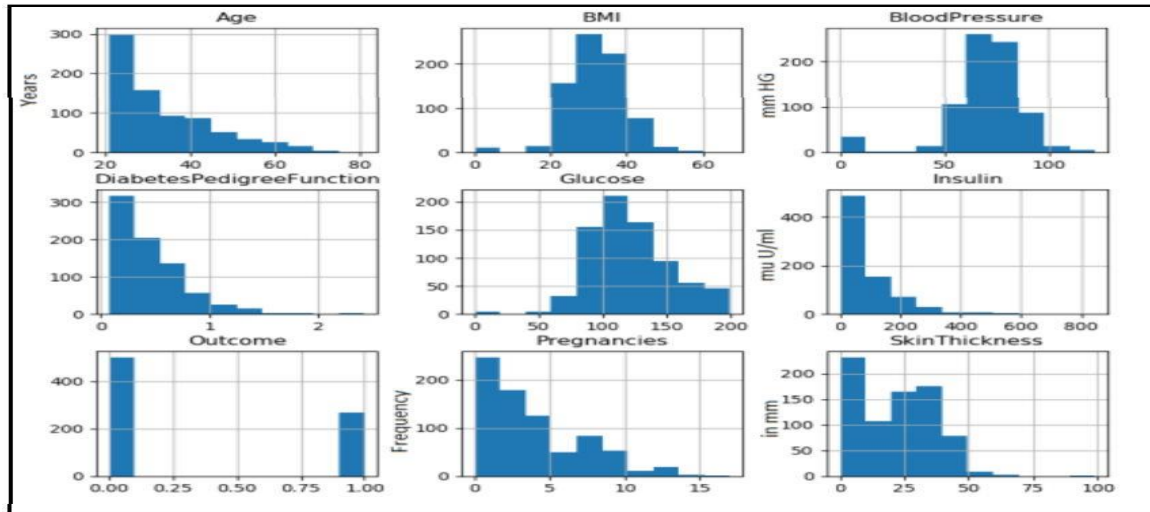 Age
BMI
BloodPressure
Years
300
200
100
0
20 40 60 80
200
100
0
0 20 40 60
mm HG
200
100
0
0 50 100
DiabetesPedigreeFunction
Glucose
Insulin
300
200
100
0
0 1 2
200
150
100
50
0
0 50 100 150 200
mu U/ml
400
200
0
0 200 400 600 800
Outcome
Pregnancies
SkinThickness
400
200
0
0.00 0.25 0.50 0.75 1.00
Frequency
200
100
0
0 5 10 15
in mm
200
150
100
50
0
0 25 50 75 100